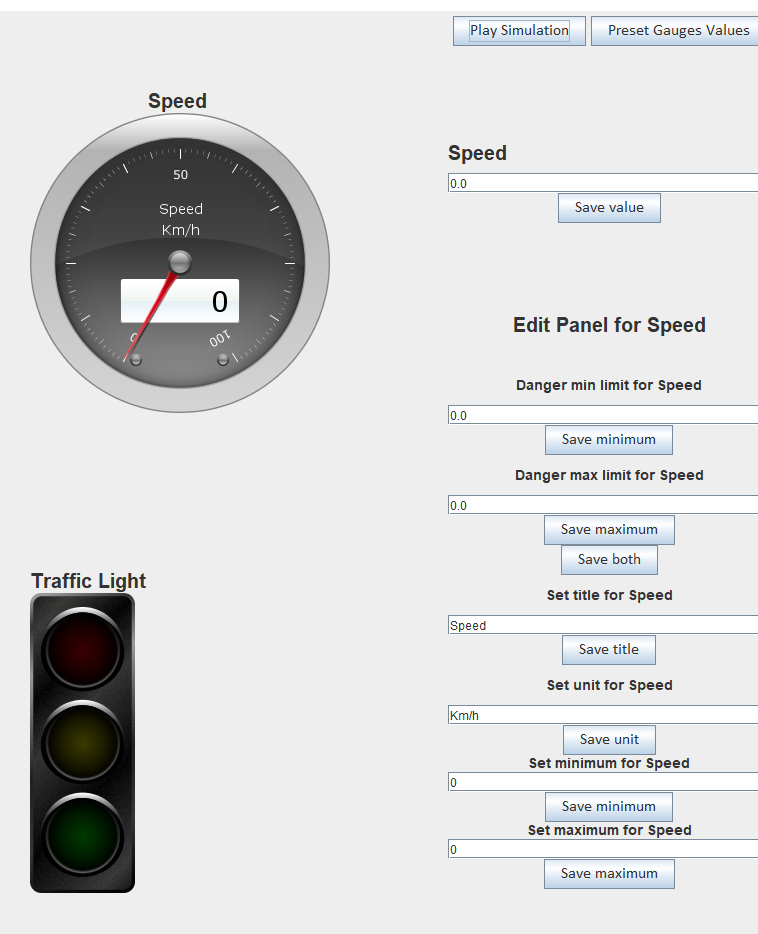 Play Simulation
Preset Gauges Values
Speed
50
Speed
Km/h
0
0
100
Speed
0.0
Save value
Edit Panel for Speed
Danger min limit for Speed
0.0
Save minimum
Danger max limit for Speed
0.0
Save maximum
Save both
Traffic Light
Set title for Speed
Speed
Save title
Set unit for Speed
Km/h
Save unit
Set minimum for Speed
0
Save minimum
Set maximum for Speed
0
Save maximum